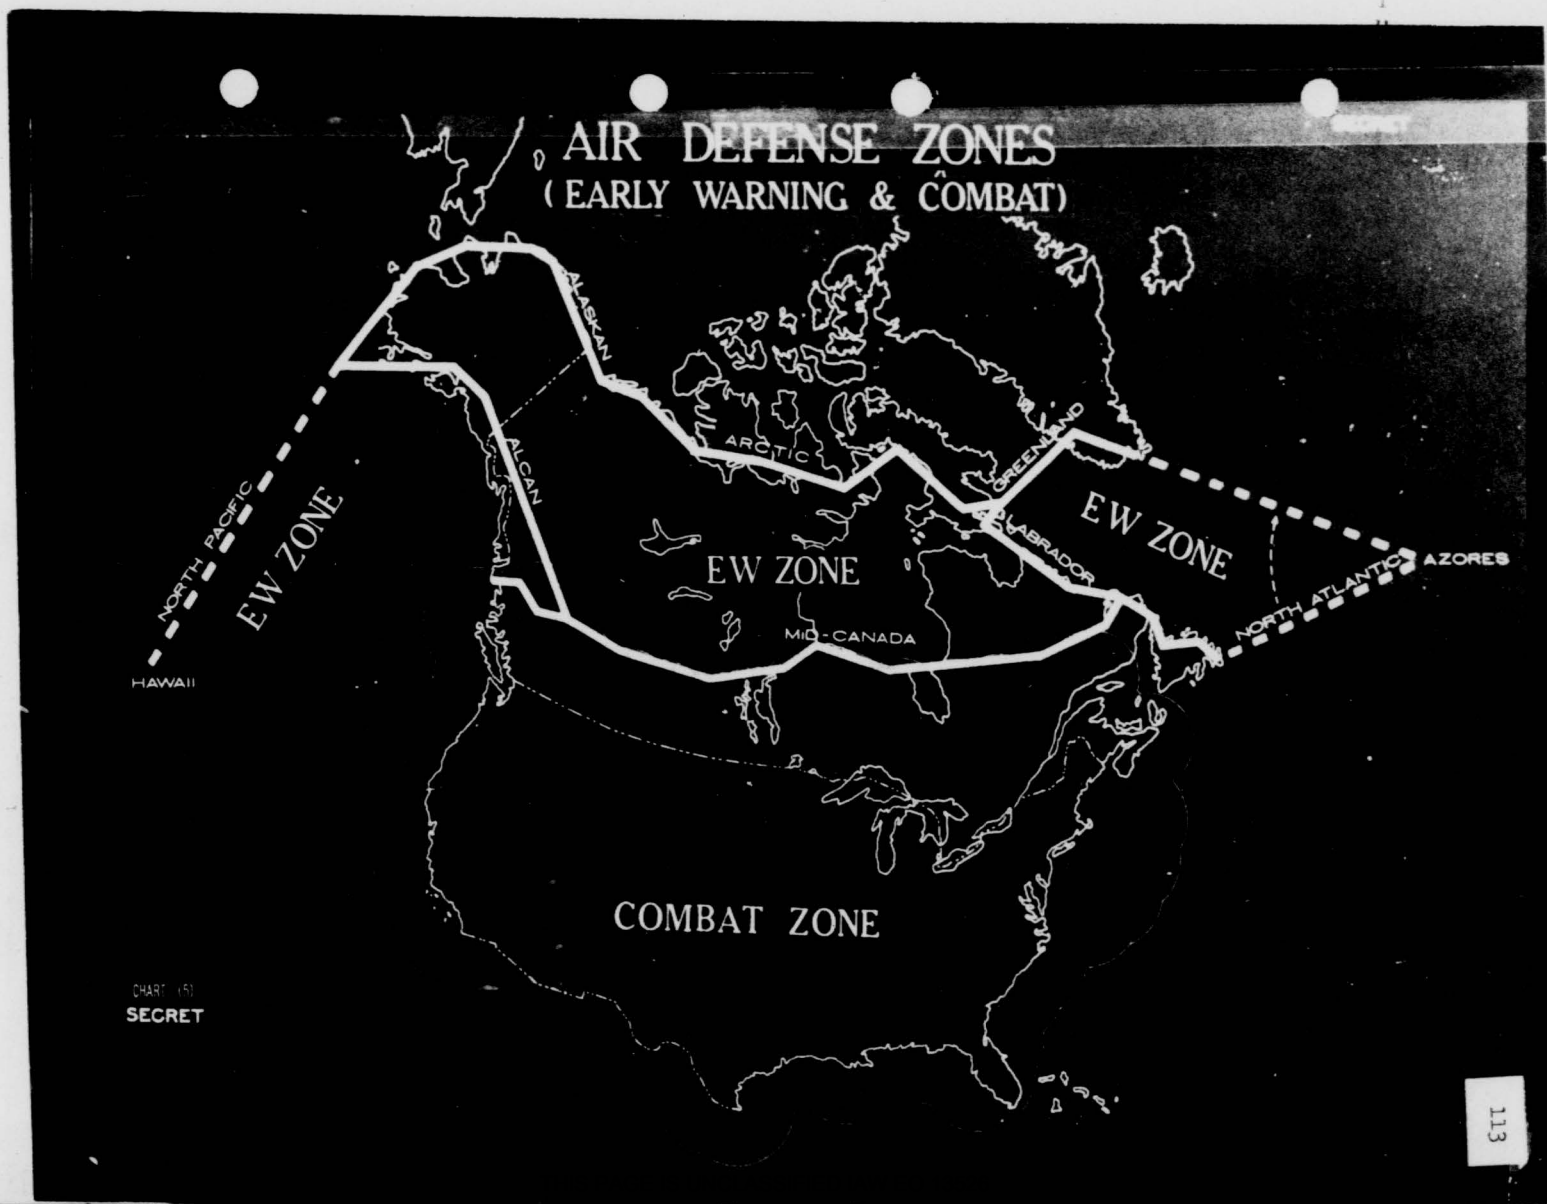 SECRET
AIR DEFENSE ZONES
(EARLY WARNING & COMBAT)
ALASKAN
ARCTIC
GREENLAND
ALCAN
NORTH PACIFIC
EW ZONE
EW ZONE
EW ZONE
LABRADOR
AZORES
NORTH ATLANTIC
MID-CANADA
HAWAII
COMBAT ZONE
CHART (5)
SECRET
113